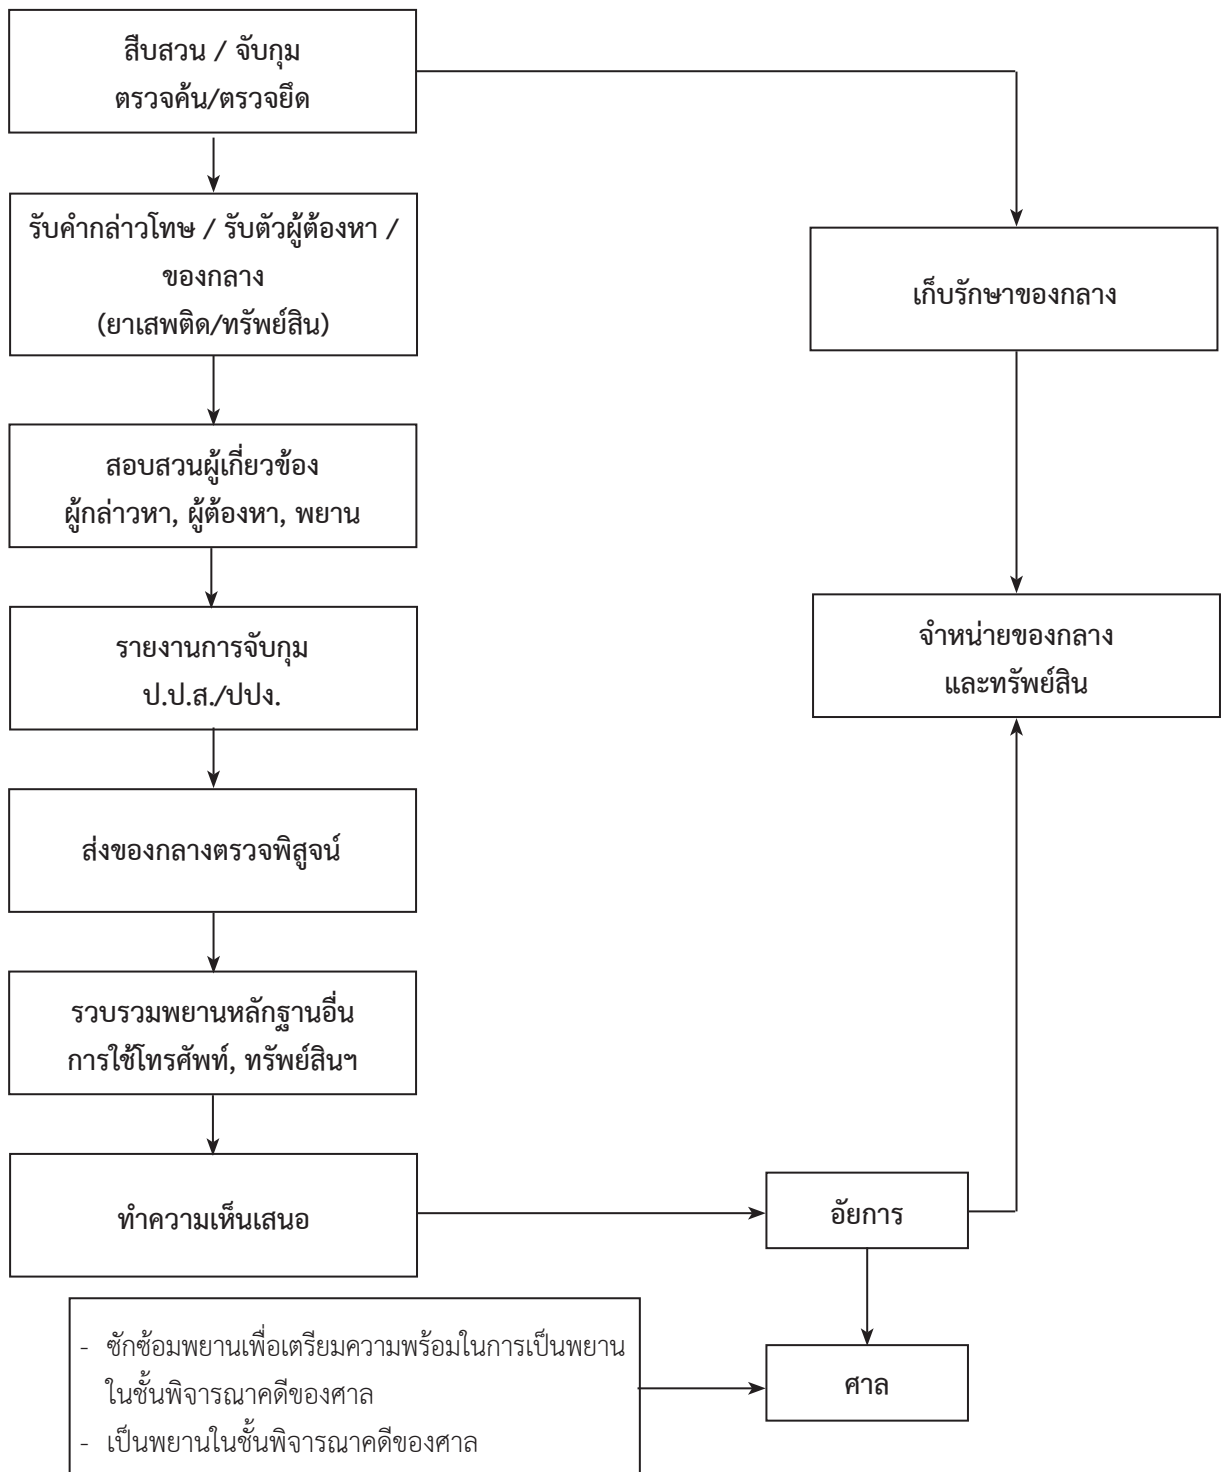 สืบสวน / จับกุม
ตรวจค้น/ตรวจยึด
รับคำกล่าวโทษ / รับตัวผู้ต้องหา /
ของกลาง
(ยาเสพติด/ทรัพย์สิน)
เก็บรักษาของกลาง
สอบสวนผู้เกี่ยวข้อง
ผู้กล่าวหา, ผู้ต้องหา, พยาน
รายงานการจับกุม
ป.ป.ส./ปปง.
จำหน่ายของกลาง
และทรัพย์สิน
ส่งของกลางตรวจพิสูจน์
รวบรวมพยานหลักฐานอื่น
การใช้โทรศัพท์, ทรัพย์สินฯ
ทำความเห็นเสนอ
อัยการ
- ซักซ้อมพยานเพื่อเตรียมความพร้อมในการเป็นพยาน
ในชั้นพิจารณาคดีของศาล
- เป็นพยานในชั้นพิจารณาคดีของศาล
ศาล